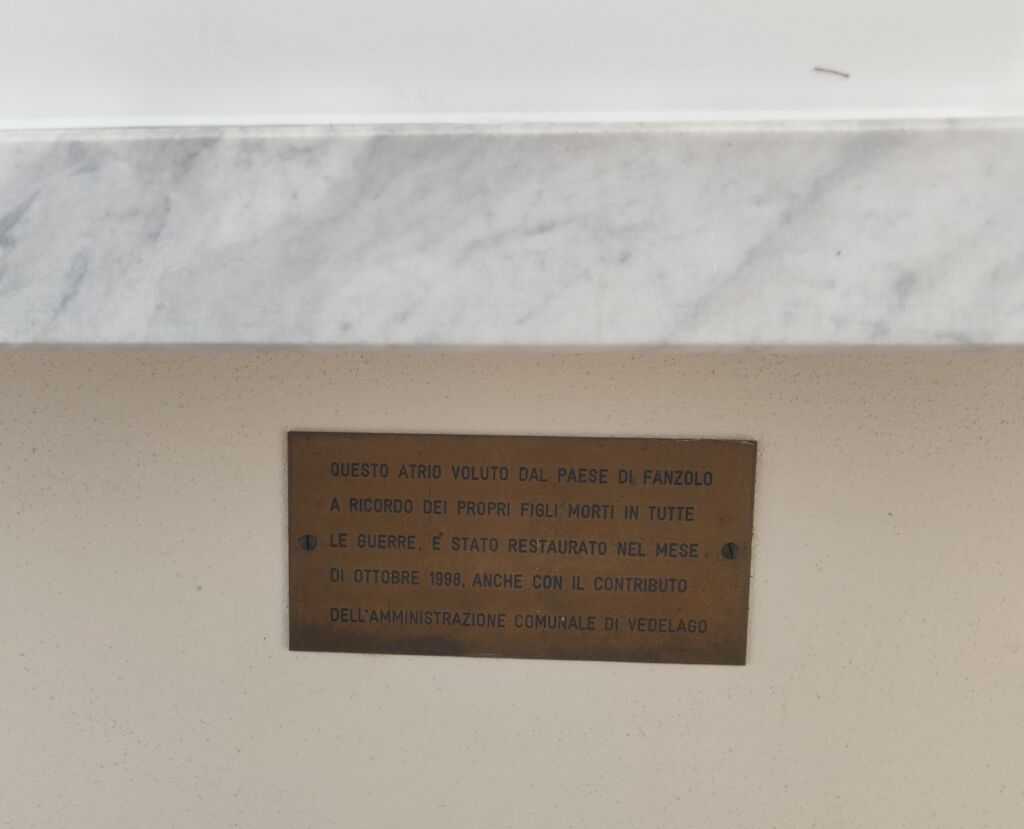 QUESTO ATRIO VOLUTO DAL PAESE DI FANZOLO
A RICORDO DEI PROPRI FIGLI MORTI IN TUTTE
LE GUERRE, E' STATO RESTAURATO NEL MESE
DI OTTOBRE 1998, ANCHE CON IL CONTRIBUTO
DELL'AMMINISTRAZIONE COMUNALE DI VEDELAGO